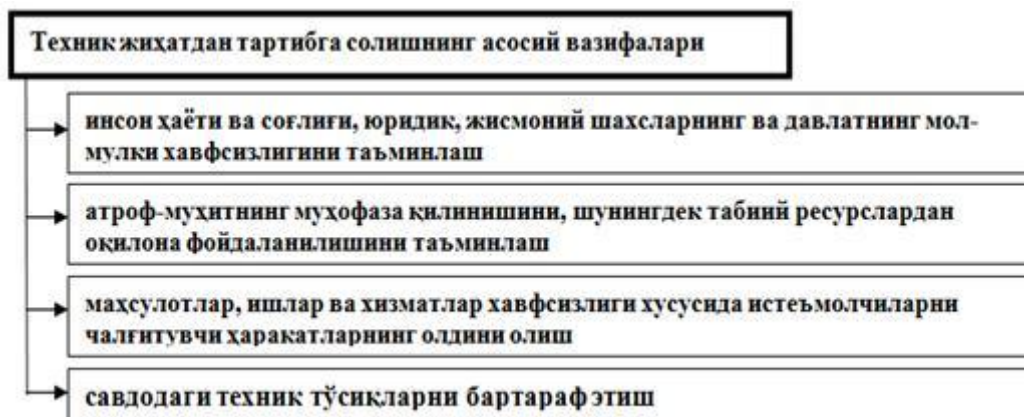 Техник жиҳатдан тартибга солишнинг асосий вазифалари
инсон ҳаёти ва соғлиғи, юридик, жисмоний шахсларнинг ва давлатнинг мол-
мулки хавфсизлигини таъминлаш
атроф-муҳитнинг муҳофаза қилинишини, шунингдек табиий ресурслардан
оқилона фойдаланилишини таъминлаш
маҳсулотлар, ишлар ва хизматлар хавфсизлиги хусусида истеъмолчиларни
чалғитувчи ҳаракатларнинг олдини олиш
савдодаги техник тўсиқларни бартараф этиш